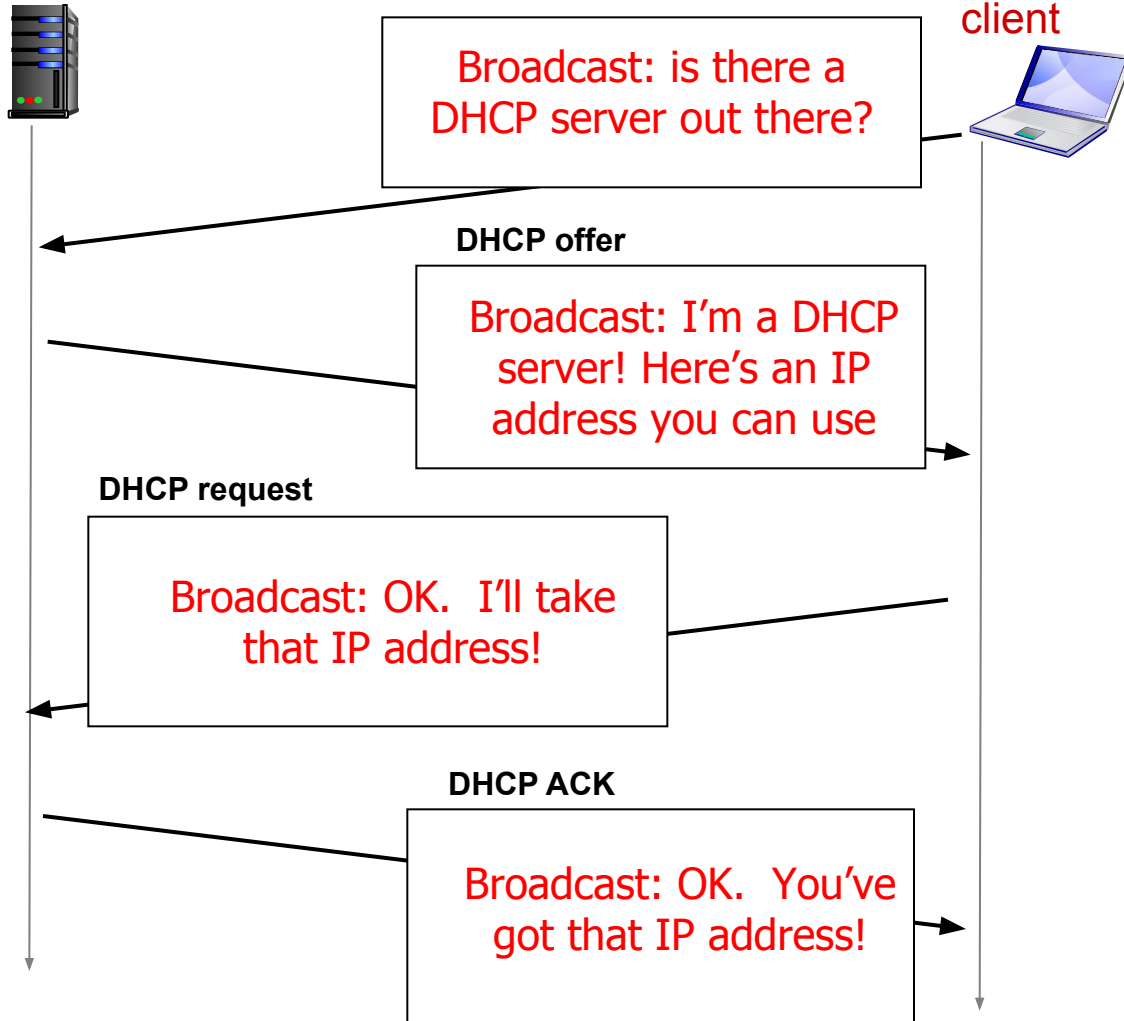 client
Broadcast: is there a
DHCP server out there?
DHCP offer
Broadcast: I’m a DHCP
server! Here’s an IP
address you can use
DHCP request
Broadcast: OK.  I’ll take
that IP address!
DHCP ACK
Broadcast: OK.  You’ve
got that IP address!